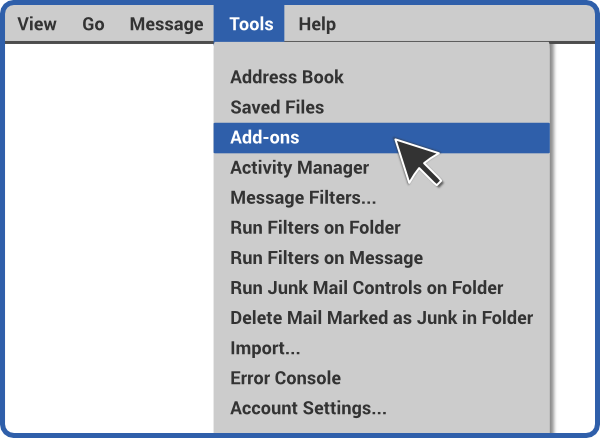 View Go Message Tools Help
Address Book
Saved Files
Add-ons
Activity Manager
Message Filters...
Run Filters on Folder
Run Filters on Message
Run Junk Mail Controls on Folder
Delete Mail Marked as Junk in Folder
Import...
Error Console
Account Settings...